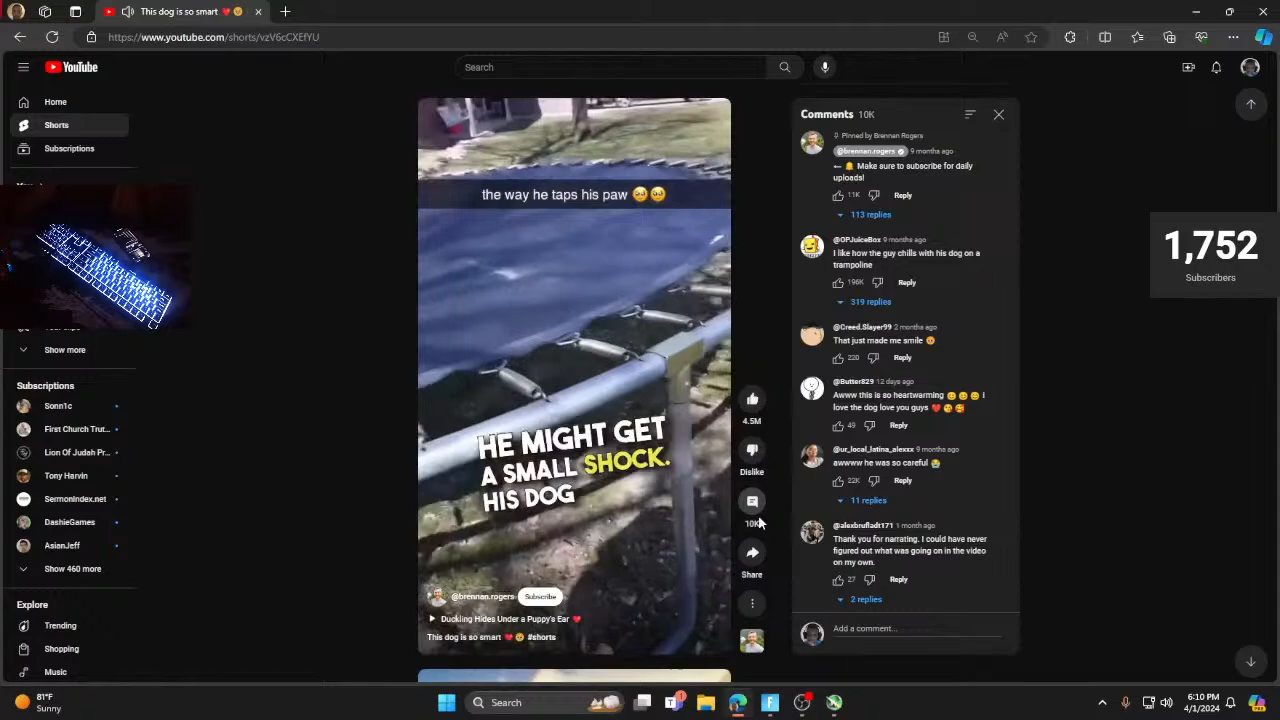 This dog is so smart ❤️🥹
https://www.youtube.com/shorts/vzV6cCXEfYU
YouTube
Search
Home
Shorts
Subscriptions
Show more
Subscriptions
Sonn1c
First Church Trut...
Lion Of Judah Pr...
Tony Harvin
SermonIndex.net
DashieGames
AsianJeff
Show 460 more
Explore
Trending
Shopping
Music
the way he taps his paw 🥹🥹
HE MIGHT GET
A SMALL SHOCK.
HIS DOG
@brennan.rogers Subscribe
Duckling Hides Under a Puppy's Ear ❤️
This dog is so smart ❤️🥹 #shorts
4.5M
Dislike
10K
Share
Comments 10K
Pinned by Brennan Rogers
@brennan.rogers 9 months ago
🔔 Make sure to subscribe for daily
uploads!
11K Reply
113 replies
@OPJuiceBox 9 months ago
I like how the guy chills with his dog on a
trampoline
196K Reply
319 replies
@Creed.Slayer99 2 months ago
That just made me smile
220 Reply
@Butter829 12 days ago
Awww this is so heartwarming 😊😊😊 i
love the dog love you guys ❤️😘🥰
49 Reply
@ur_local_latina_alexxx 9 months ago
awwww he was so careful 😭
22K Reply
11 replies
@alexbrufladt171 1 month ago
Thank you for narrating. I could have never
figured out what was going on in the video
on my own.
27 Reply
2 replies
Add a comment...
1,752
Subscribers
81°F
Sunny
Search
6:10 PM
4/1/2024